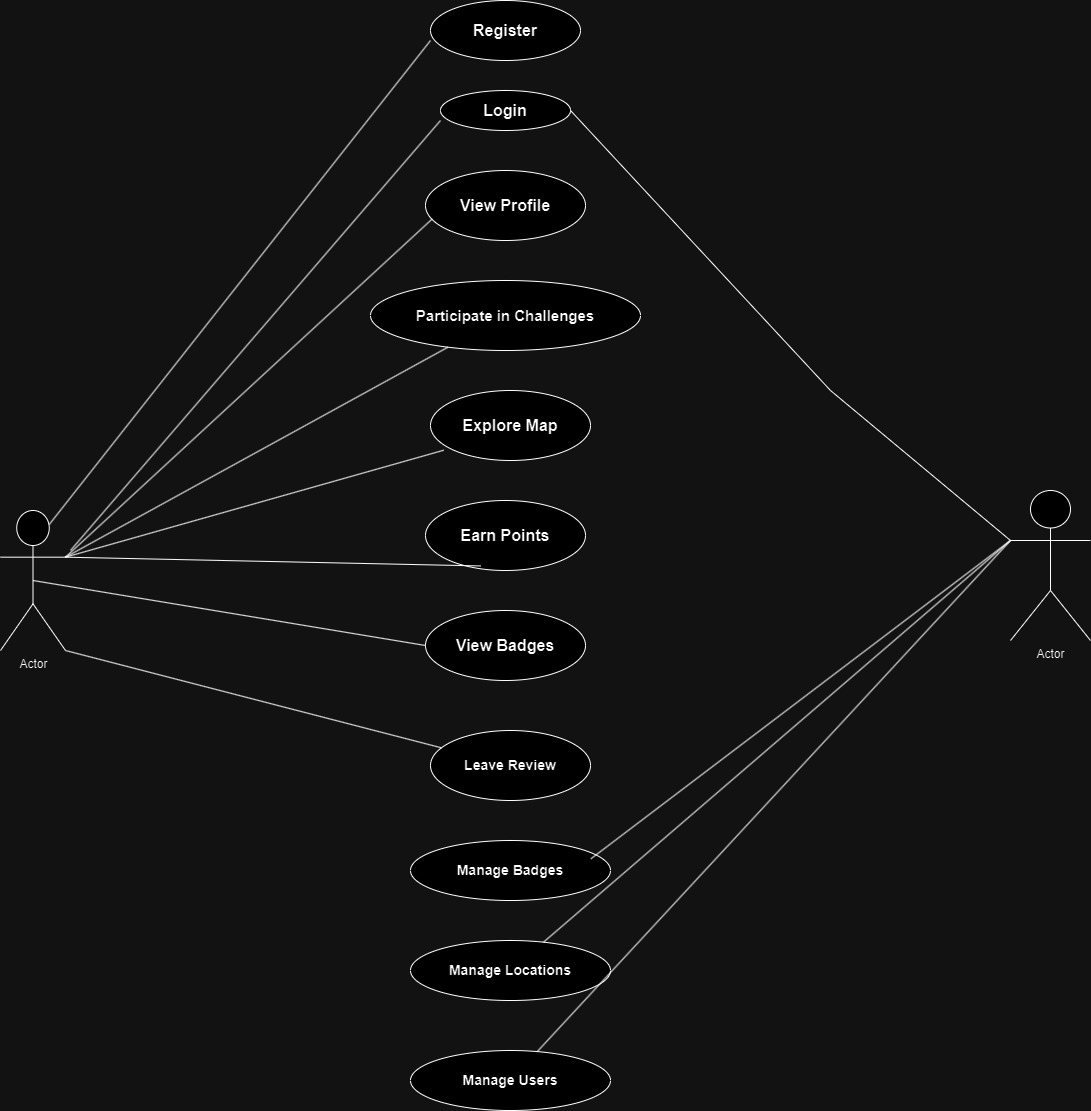 Register
Login
View Profile
Participate in Challenges
Explore Map
Earn Points
View Badges
Actor
Actor
Leave Review
Manage Badges
Manage Locations
Manage Users